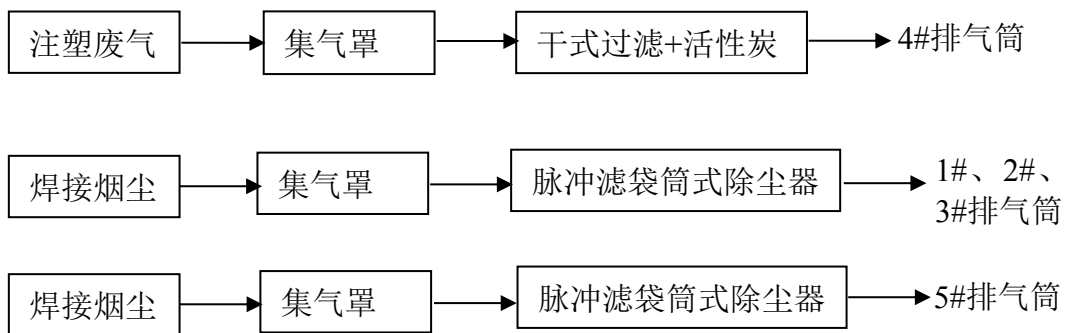 注塑废气
集气罩
干式过滤+活性炭
4#排气筒
焊接烟尘
集气罩
脉冲滤袋筒式除尘器
1#、2#、
3#排气筒
焊接烟尘
集气罩
脉冲滤袋筒式除尘器
5#排气筒